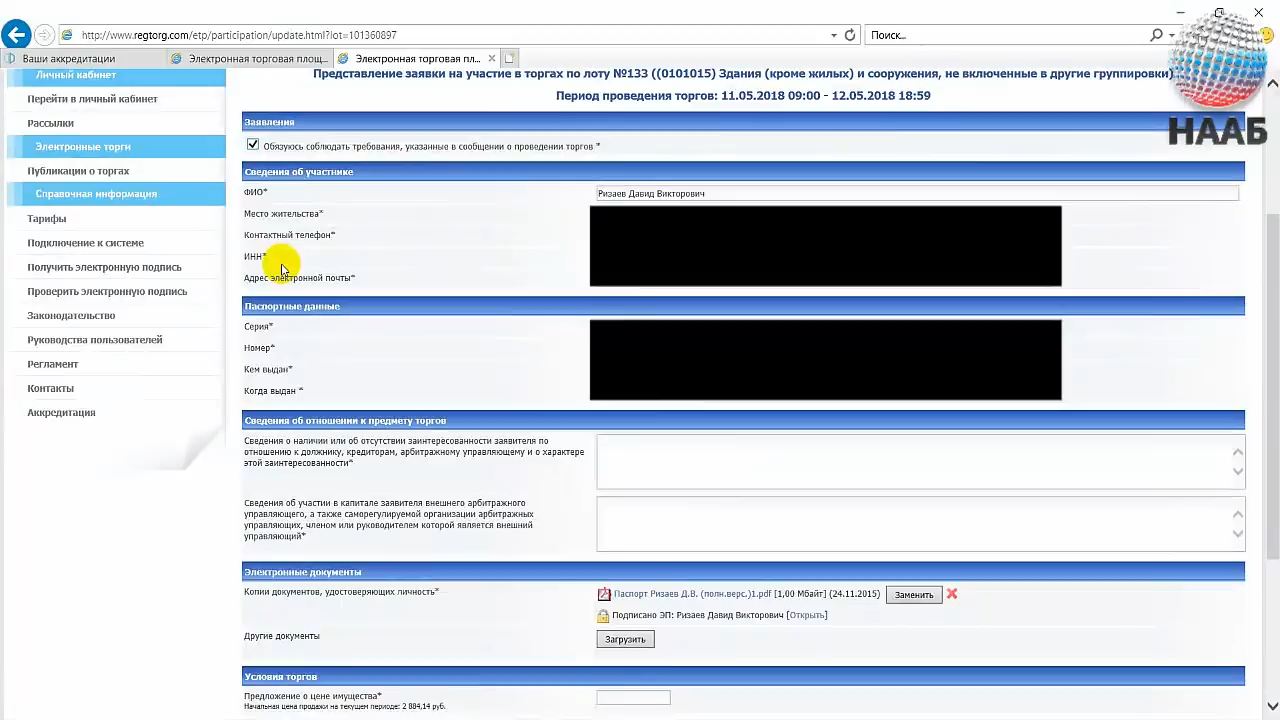 http://www.regtorg.com/etp/participation/update.html?lot=101360897
Поиск...
Ваши аккредитации
Электронная торговая площ...
Электронная торговая пл...
НААБ
Личный кабинет
Перейти в личный кабинет
Рассылки
Электронные торги
Публикации о торгах
Справочная информация
Тарифы
Подключение к системе
Получить электронную подпись
Проверить электронную подпись
Законодательство
Руководства пользователей
Регламент
Контакты
Аккредитация
Представление заявки на участие в торгах по лоту №133 ((0101015) Здания (кроме жилых) и сооружения, не включенные в другие группировки)
Период проведения торгов: 11.05.2018 09:00 - 12.05.2018 18:59
Заявления
Обязуюсь соблюдать требования, указанные в сообщении о проведении торгов *
Сведения об участнике
ФИО* Ризаев Давид Викторович
Место жительства*
Контактный телефон*
ИНН*
Адрес электронной почты*
Паспортные данные
Серия*
Номер*
Кем выдан*
Когда выдан *
Сведения об отношении к предмету торгов
Сведения о наличии или об отсутствии заинтересованности заявителя по
отношению к должнику, кредиторам, арбитражному управляющему и о характере
этой заинтересованности*
Сведения об участии в капитале заявителя внешнего арбитражного
управляющего, а также саморегулируемой организации арбитражных
управляющих, членом или руководителем которой является внешний
управляющий*
Электронные документы
Копии документов, удостоверяющих личность* Паспорт Ризаев Д.В. (полн.верс.)1.pdf [1,00 Мбайт] (24.11.2015) Заменить
Подписано ЭП: Ризаев Давид Викторович [Открыть]
Другие документы Загрузить
Условия торгов
Предложение о цене имущества*
Начальная цена продажи на текущем периоде: 2 884,14 руб.